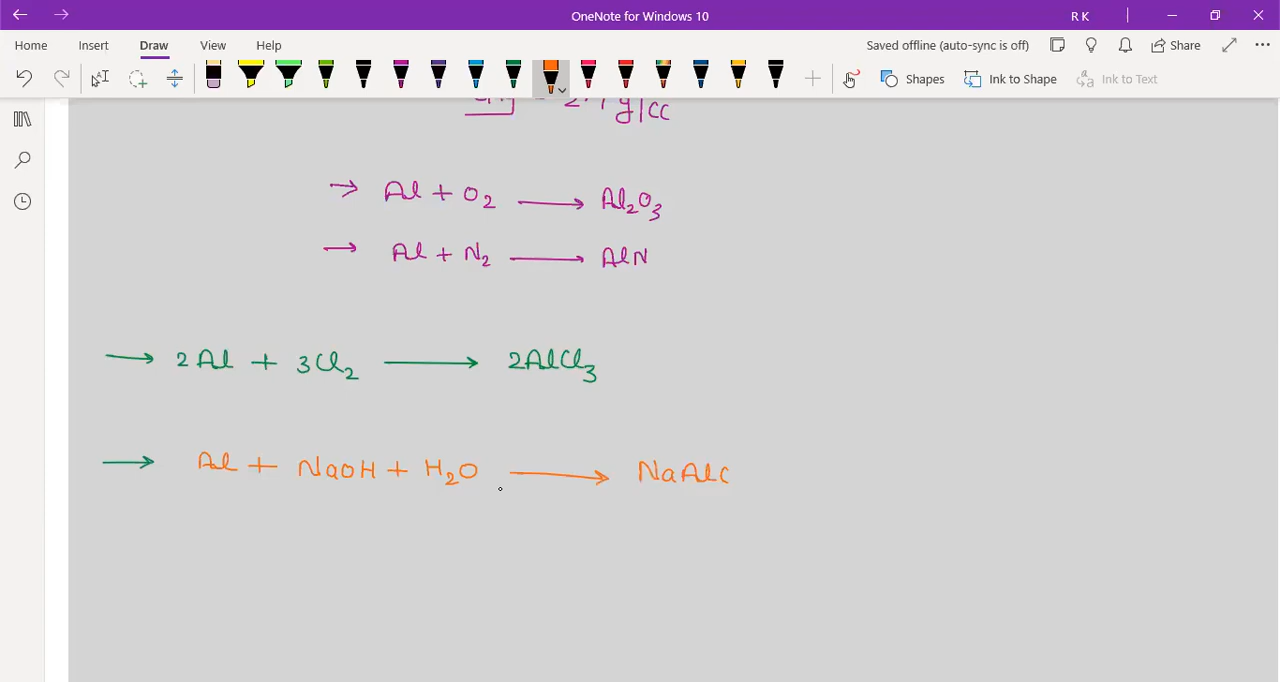 OneNote for Windows 10
R K
Home Insert Draw View Help
Saved offline (auto-sync is off) Share
Shapes Ink to Shape Ink to Text
g/cc
→ Al + O₂ → Al₂O₃
→ Al + N₂ → AlN
→ 2Al + 3Cl₂ → 2AlCl₃
→ Al + NaOH + H₂O → NaAlC